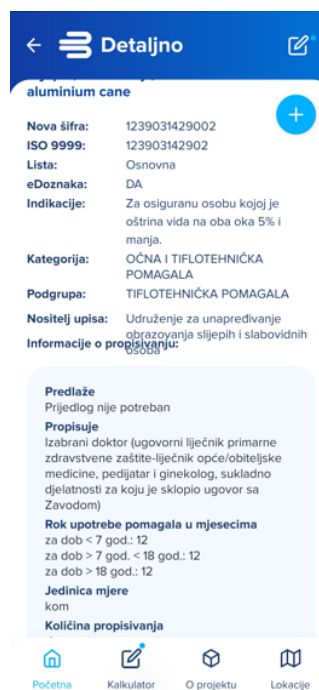 Detaljno
aluminium cane
Nova šifra: 1239031429002
ISO 9999: 123903142902
Lista: Osnovna
eDoznaka: DA
Indikacije: Za osiguranu osobu kojoj je
oštrina vida na oba oka 5% i
manja.
Kategorija: OČNA I TIFLOTEHNIČKA
POMAGALA
Podgrupa: TIFLOTEHNIČKA POMAGALA
Nositelj upisa: Udruženje za unapređivanje
obrazovanja slijepih i slabovidnih
osoba
Informacije o propisivanju:
Predlaže
Prijedlog nije potreban
Propisuje
Izabrani doktor (ugovorni liječnik primarne
zdravstvene zaštite-liječnik opće/obiteljske
medicine, pedijatar i ginekolog, sukladno
djelatnosti za koju je sklopio ugovor sa
Zavodom)
Rok upotrebe pomagala u mjesecima
za dob < 7 god.: 12
za dob > 7 god. < 18 god.: 12
za dob > 18 god.: 12
Jedinica mjere
kom
Količina propisivanja
Početna
Kalkulator
O projektu
Lokacije